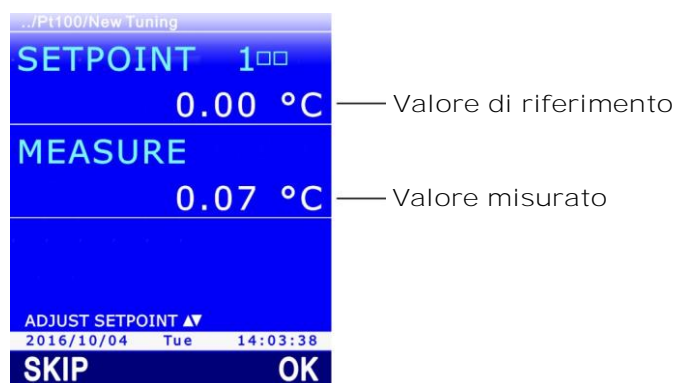 ../Pt100/New Tuning
SETPOINT 1□□
0.00 °C
Valore di riferimento
MEASURE
0.07 °C
Valore misurato
ADJUST SETPOINT ▲▼
2016/10/04 Tue 14:03:38
SKIP OK